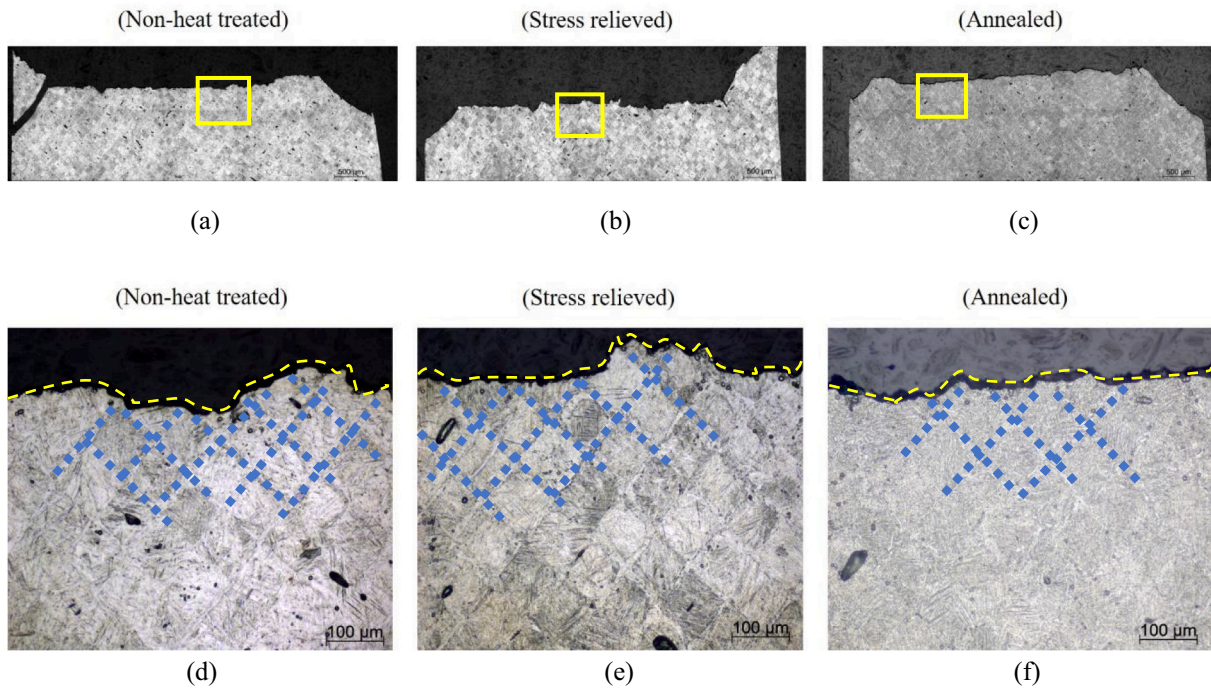 (Non-heat treated) (Stress relieved) (Annealed)
500 µm 500 µm 500 µm
(a) (b) (c)
(Non-heat treated) (Stress relieved) (Annealed)
100 µm 100 µm 100 µm
(d) (e) (f)